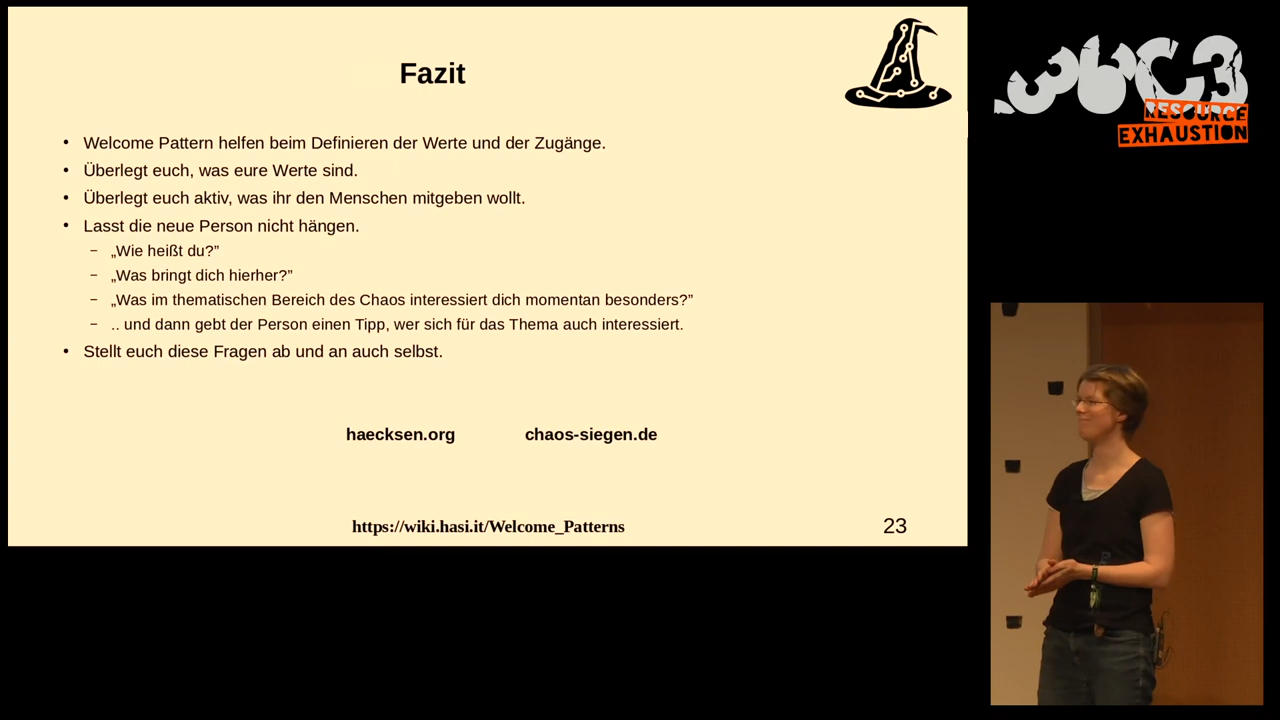 Fazit
• Welcome Pattern helfen beim Definieren der Werte und der Zugänge.
• Überlegt euch, was eure Werte sind.
• Überlegt euch aktiv, was ihr den Menschen mitgeben wollt.
• Lasst die neue Person nicht hängen.
– „Wie heißt du?”
– „Was bringt dich hierher?”
– „Was im thematischen Bereich des Chaos interessiert dich momentan besonders?”
– .. und dann gebt der Person einen Tipp, wer sich für das Thema auch interessiert.
• Stellt euch diese Fragen ab und an auch selbst.
haecksen.org chaos-siegen.de
https://wiki.hasi.it/Welcome_Patterns 23
36C3
RESOURCE
EXHAUSTION